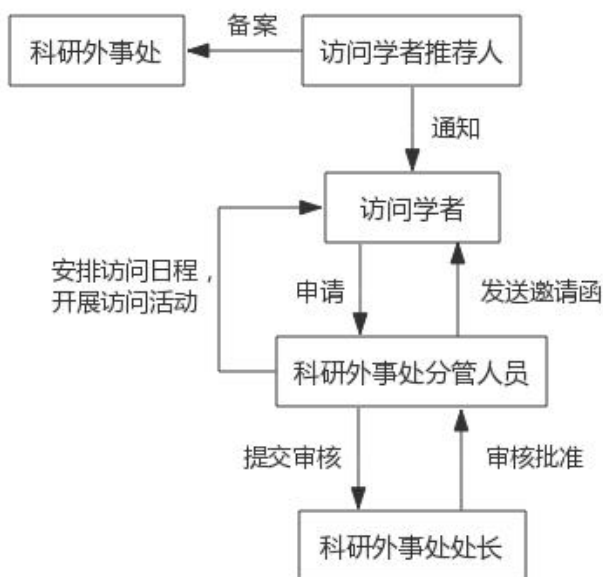 备案
科研外事处
访问学者推荐人
通知
访问学者
安排访问日程，
开展访问活动
申请
发送邀请函
科研外事处分管人员
提交审核
审核批准
科研外事处处长